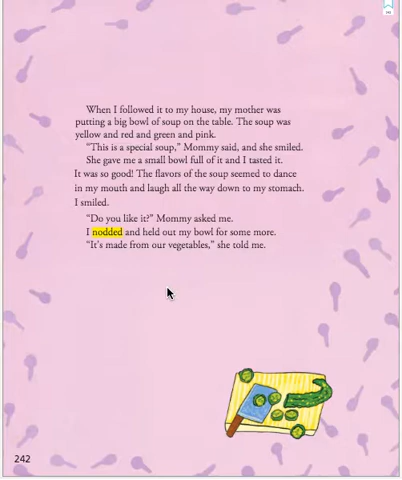 When I followed it to my house, my mother was
putting a big bowl of soup on the table. The soup was
yellow and red and green and pink.
“This is a special soup,” Mommy said, and she smiled.
She gave me a small bowl full of it and I tasted it.
It was so good! The flavors of the soup seemed to dance
in my mouth and laugh all the way down to my stomach.
I smiled.
“Do you like it?” Mommy asked me.
I nodded and held out my bowl for some more.
“It’s made from our vegetables,” she told me.
242